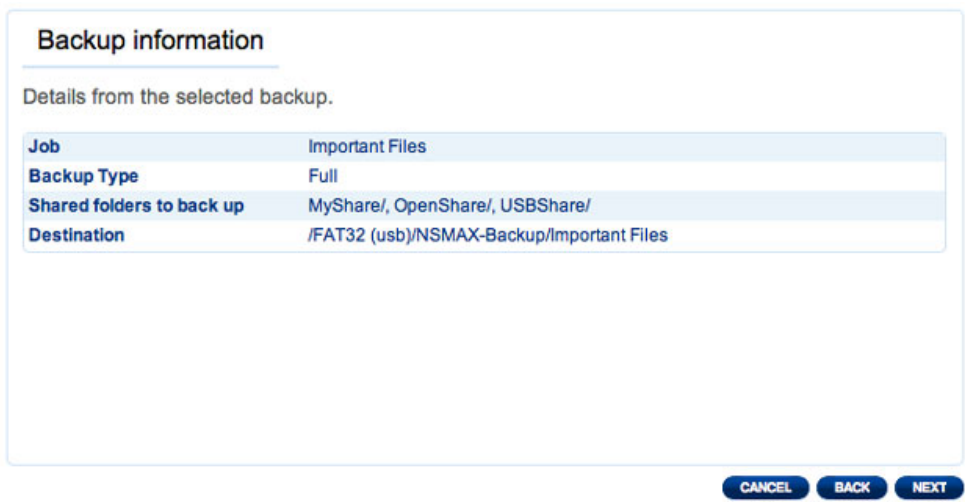 Backup information
Details from the selected backup.
Job Important Files
Backup Type Full
Shared folders to back up MyShare/, OpenShare/, USBShare/
Destination /FAT32 (usb)/NSMAX-Backup/Important Files
CANCEL BACK NEXT